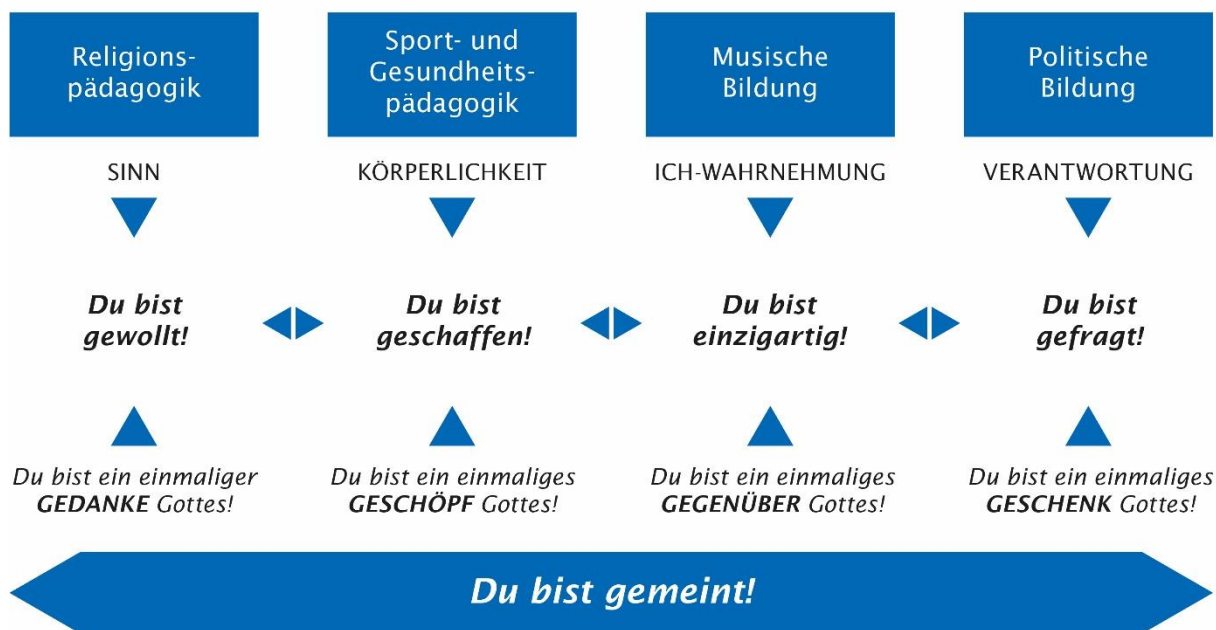 Religions-
pädagogik
Sport- und
Gesundheits-
pädagogik
Musische
Bildung
Politische
Bildung
SINN
KÖRPERLICHKEIT
ICH-WAHRNEHMUNG
VERANTWORTUNG
Du bist
gewollt!
Du bist
geschaffen!
Du bist
einzigartig!
Du bist
gefragt!
Du bist ein einmaliger
GEDANKE Gottes!
Du bist ein einmaliges
GESCHÖPF Gottes!
Du bist ein einmaliges
GEGENÜBER Gottes!
Du bist ein einmaliges
GESCHENK Gottes!
Du bist gemeint!